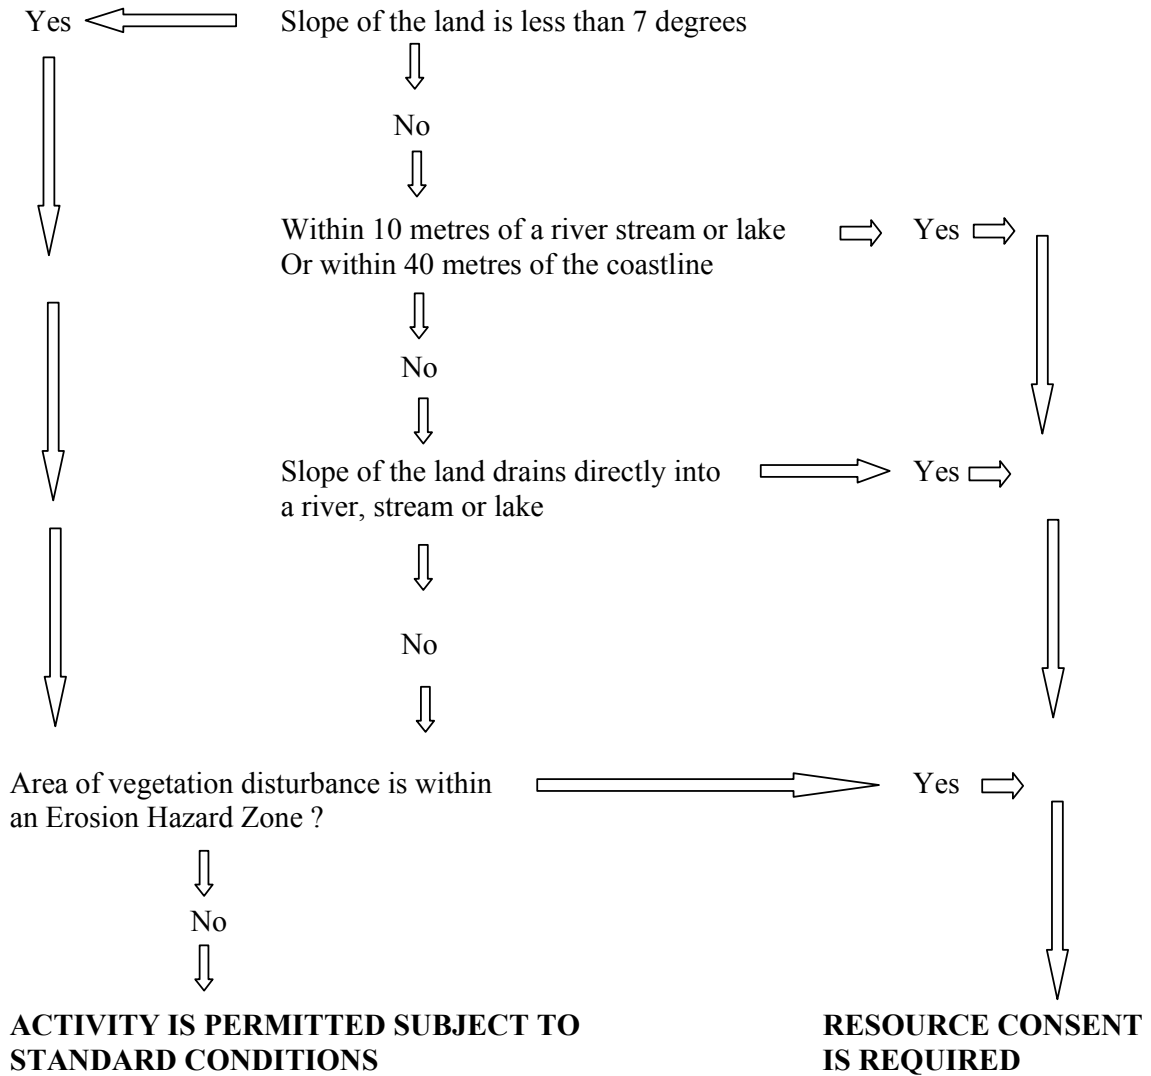 Yes Slope of the land is less than 7 degrees
No
Within 10 metres of a river stream or lake Yes
Or within 40 metres of the coastline
No
Slope of the land drains directly into Yes
a river, stream or lake
No
Area of vegetation disturbance is within Yes
an Erosion Hazard Zone ?
No
ACTIVITY IS PERMITTED SUBJECT TO RESOURCE CONSENT
STANDARD CONDITIONS IS REQUIRED